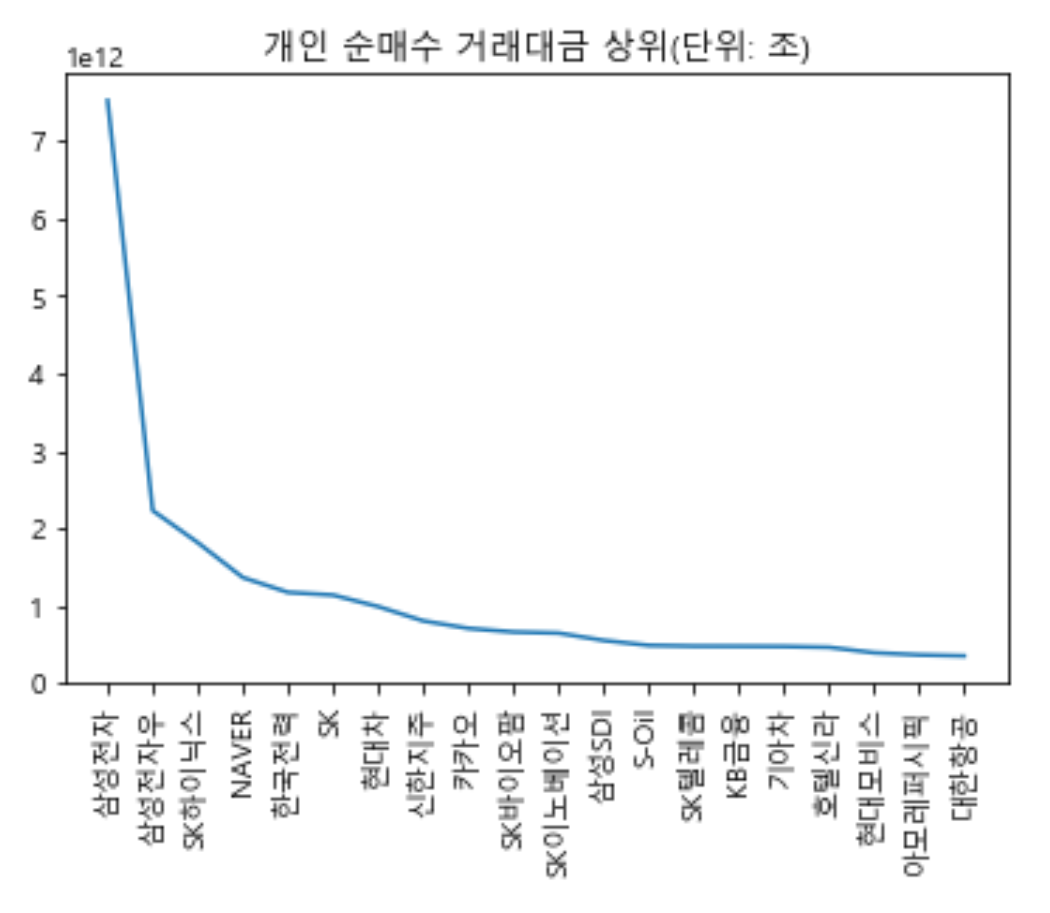 개인 순매수 거래대금 상위(단위: 조)
1e12
7
6
5
4
3
2
1
0
삼성전자
삼성전자우
SK하이닉스
NAVER
한국전력
SK
현대차
신한지주
카카오
SK바이오팜
SK이노베이션
삼성SDI
S-Oil
SK텔레콤
KB금융
기아차
호텔신라
현대모비스
아모레퍼시픽
대한항공